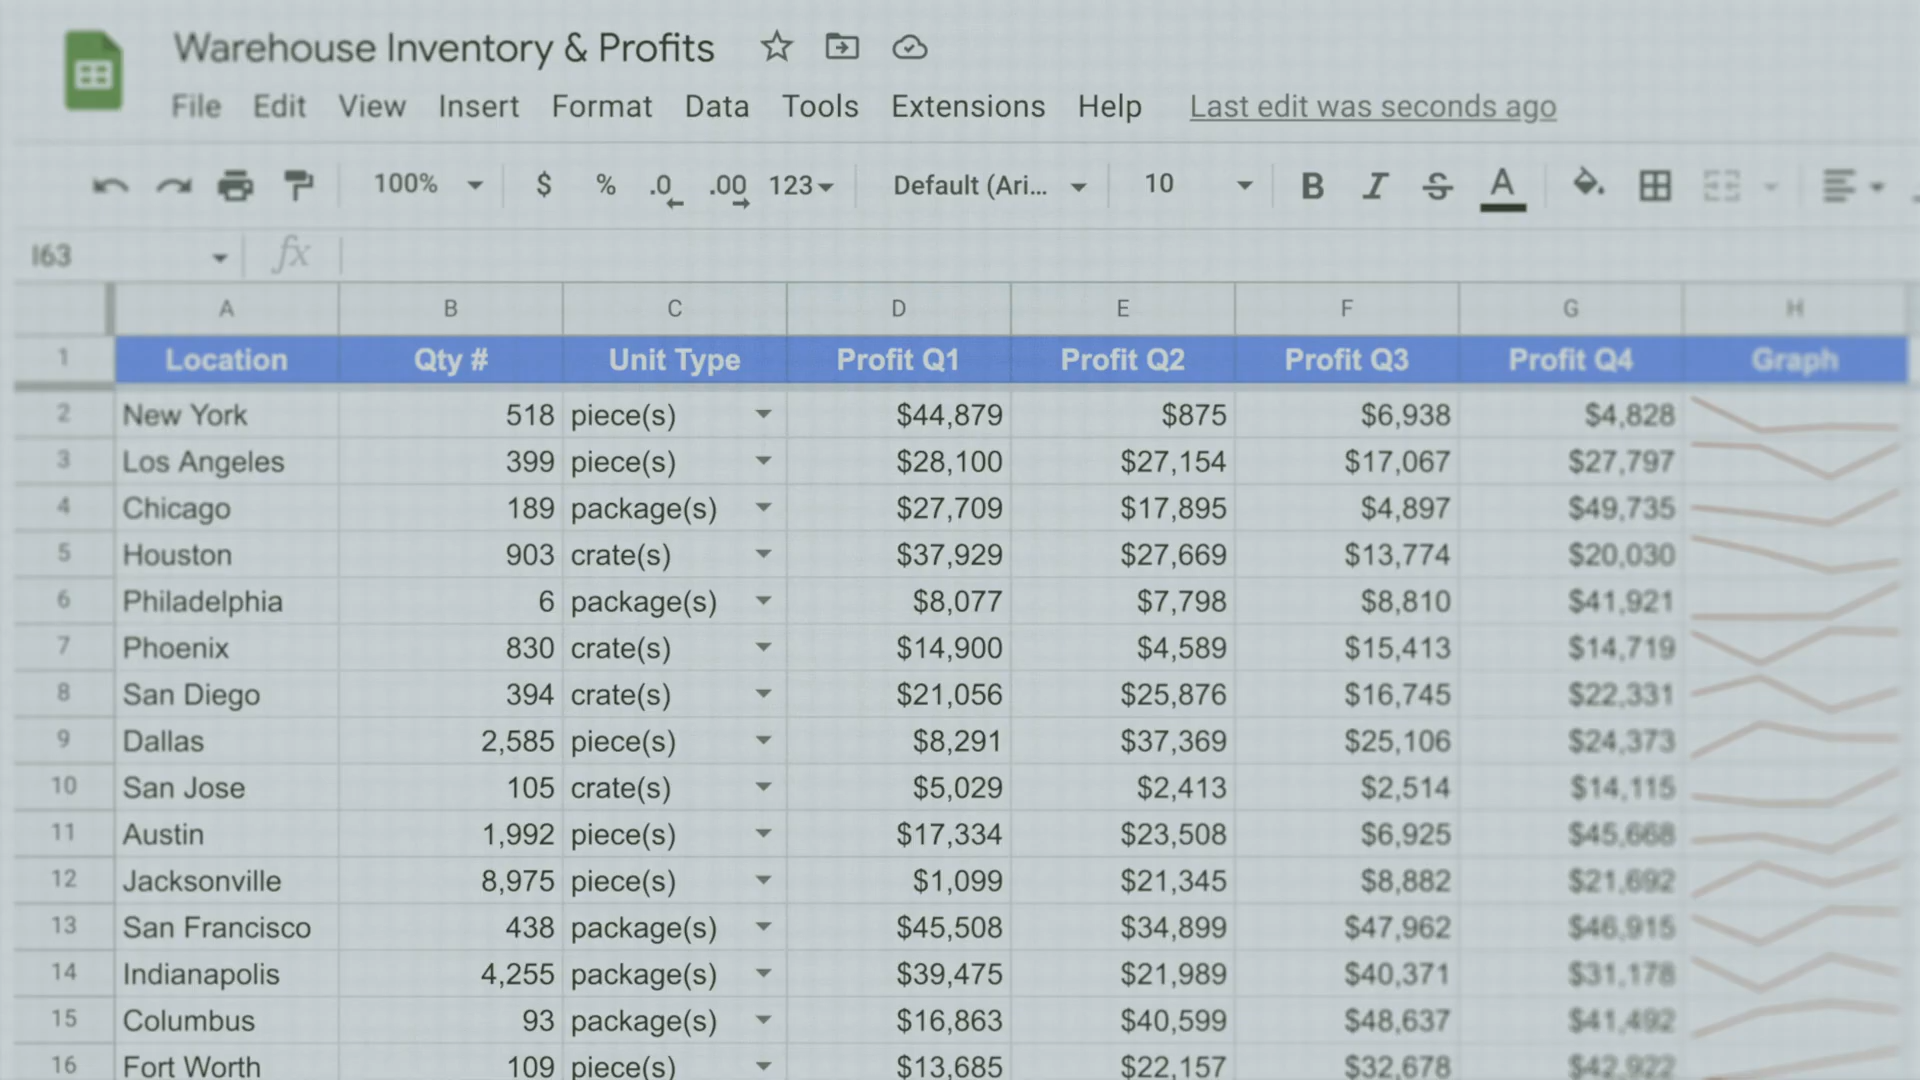 Warehouse Inventory & Profits
File Edit View Insert Format Data Tools Extensions Help Last edit was seconds ago
100% $ % .0 .00 123 Default (Ari... 10 B I S A
I63 fx
A B C D E F G H
1 Location Qty # Unit Type Profit Q1 Profit Q2 Profit Q3 Profit Q4 Graph
2 New York 518 piece(s) $44,879 $875 $6,938 $4,828
3 Los Angeles 399 piece(s) $28,100 $27,154 $17,067 $27,797
4 Chicago 189 package(s) $27,709 $17,895 $4,897 $49,735
5 Houston 903 crate(s) $37,929 $27,669 $13,774 $20,030
6 Philadelphia 6 package(s) $8,077 $7,798 $8,810 $41,921
7 Phoenix 830 crate(s) $14,900 $4,589 $15,413 $14,719
8 San Diego 394 crate(s) $21,056 $25,876 $16,745 $22,331
9 Dallas 2,585 piece(s) $8,291 $37,369 $25,106 $24,373
10 San Jose 105 crate(s) $5,029 $2,413 $2,514 $14,115
11 Austin 1,992 piece(s) $17,334 $23,508 $6,925 $45,668
12 Jacksonville 8,975 piece(s) $1,099 $21,345 $8,882 $21,692
13 San Francisco 438 package(s) $45,508 $34,899 $47,962 $46,915
14 Indianapolis 4,255 package(s) $39,475 $21,989 $40,371 $31,178
15 Columbus 93 package(s) $16,863 $40,599 $48,637 $41,492
16 Fort Worth 109 piece(s) $13,685 $22,157 $32,678 $42,922